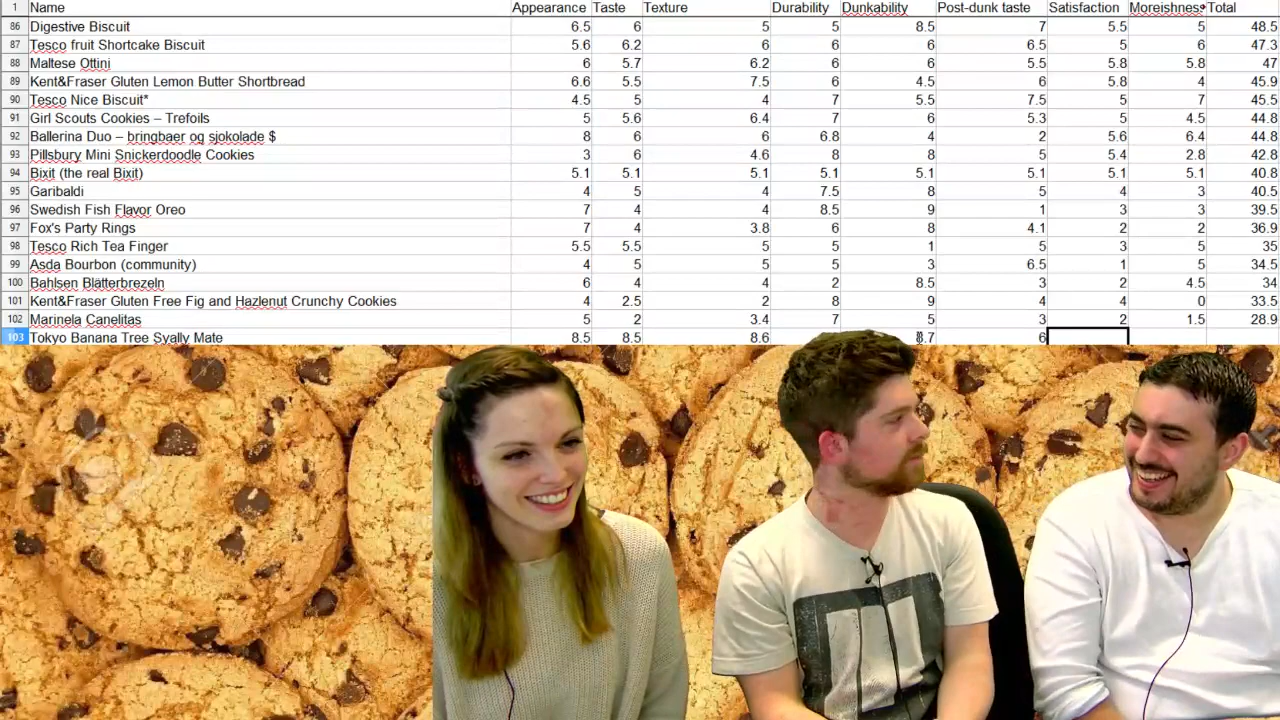 1 Name Appearance Taste Texture Durability Dunkability Post-dunk taste Satisfaction Moreishnes Total
86 Digestive Biscuit 6.5 6 5 5 8.5 7 5.5 5 48.5
87 Tesco fruit Shortcake Biscuit 5.6 6.2 6 6 6 6.5 5 6 47.3
88 Maltese Ottini 6 5.7 6.2 6 6 5.5 5.8 5.8 47
89 Kent&Fraser Gluten Lemon Butter Shortbread 6.6 5.5 7.5 6 4.5 6 5.8 4 45.9
90 Tesco Nice Biscuit* 4.5 5 4 7 5.5 7.5 5 7 45.5
91 Girl Scouts Cookies – Trefoils 5 5.6 6.4 7 6 5.3 5 4.5 44.8
92 Ballerina Duo – bringbaer og sjokolade $ 8 6 6 6.8 4 2 5.6 6.4 44.8
93 Pillsbury Mini Snickerdoodle Cookies 3 6 4.6 8 8 5 5.4 2.8 42.8
94 Bixit (the real Bixit) 5.1 5.1 5.1 5.1 5.1 5.1 5.1 5.1 40.8
95 Garibaldi 4 5 4 7.5 8 5 4 3 40.5
96 Swedish Fish Flavor Oreo 7 4 4 8.5 9 1 3 3 39.5
97 Fox's Party Rings 7 4 3.8 6 8 4.1 2 2 36.9
98 Tesco Rich Tea Finger 5.5 5.5 5 5 1 5 3 5 35
99 Asda Bourbon (community) 4 5 5 5 3 6.5 1 5 34.5
100 Bahlsen Blätterbrezeln 6 4 4 2 8.5 3 2 4.5 34
101 Kent&Fraser Gluten Free Fig and Hazlenut Crunchy Cookies 4 2.5 2 8 9 4 4 0 33.5
102 Marinela Canelitas 5 2 3.4 7 5 3 2 1.5 28.9
103 Tokyo Banana Tree Syally Mate 8.5 8.5 8.6 6